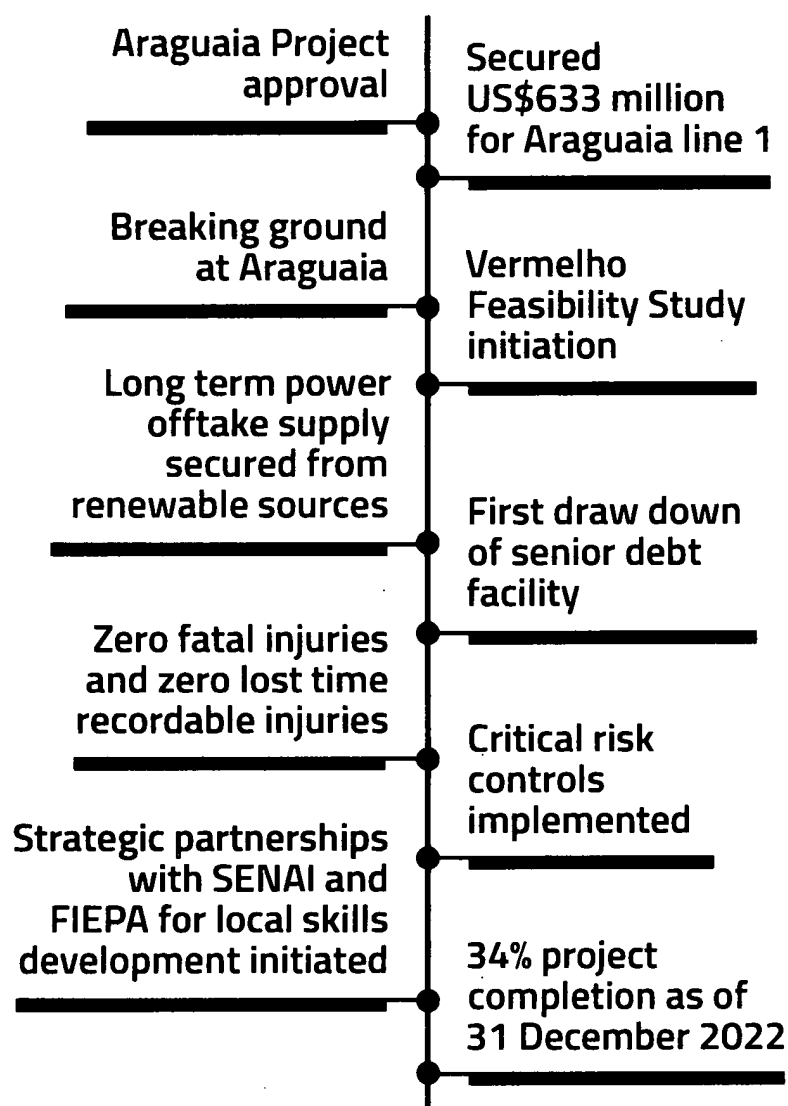 Araguaia Project
approval
Secured
US$633 million
for Araguaia line 1
Breaking ground
at Araguaia
Vermelho
Feasibility Study
initiation
Long term power
offtake supply
secured from
renewable sources
First draw down
of senior debt
facility
Zero fatal injuries
and zero lost time
recordable injuries
Critical risk
controls
implemented
Strategic partnerships
with SENAI and
FIEPA for local skills
development initiated
34% project
completion as of
31 December 2022